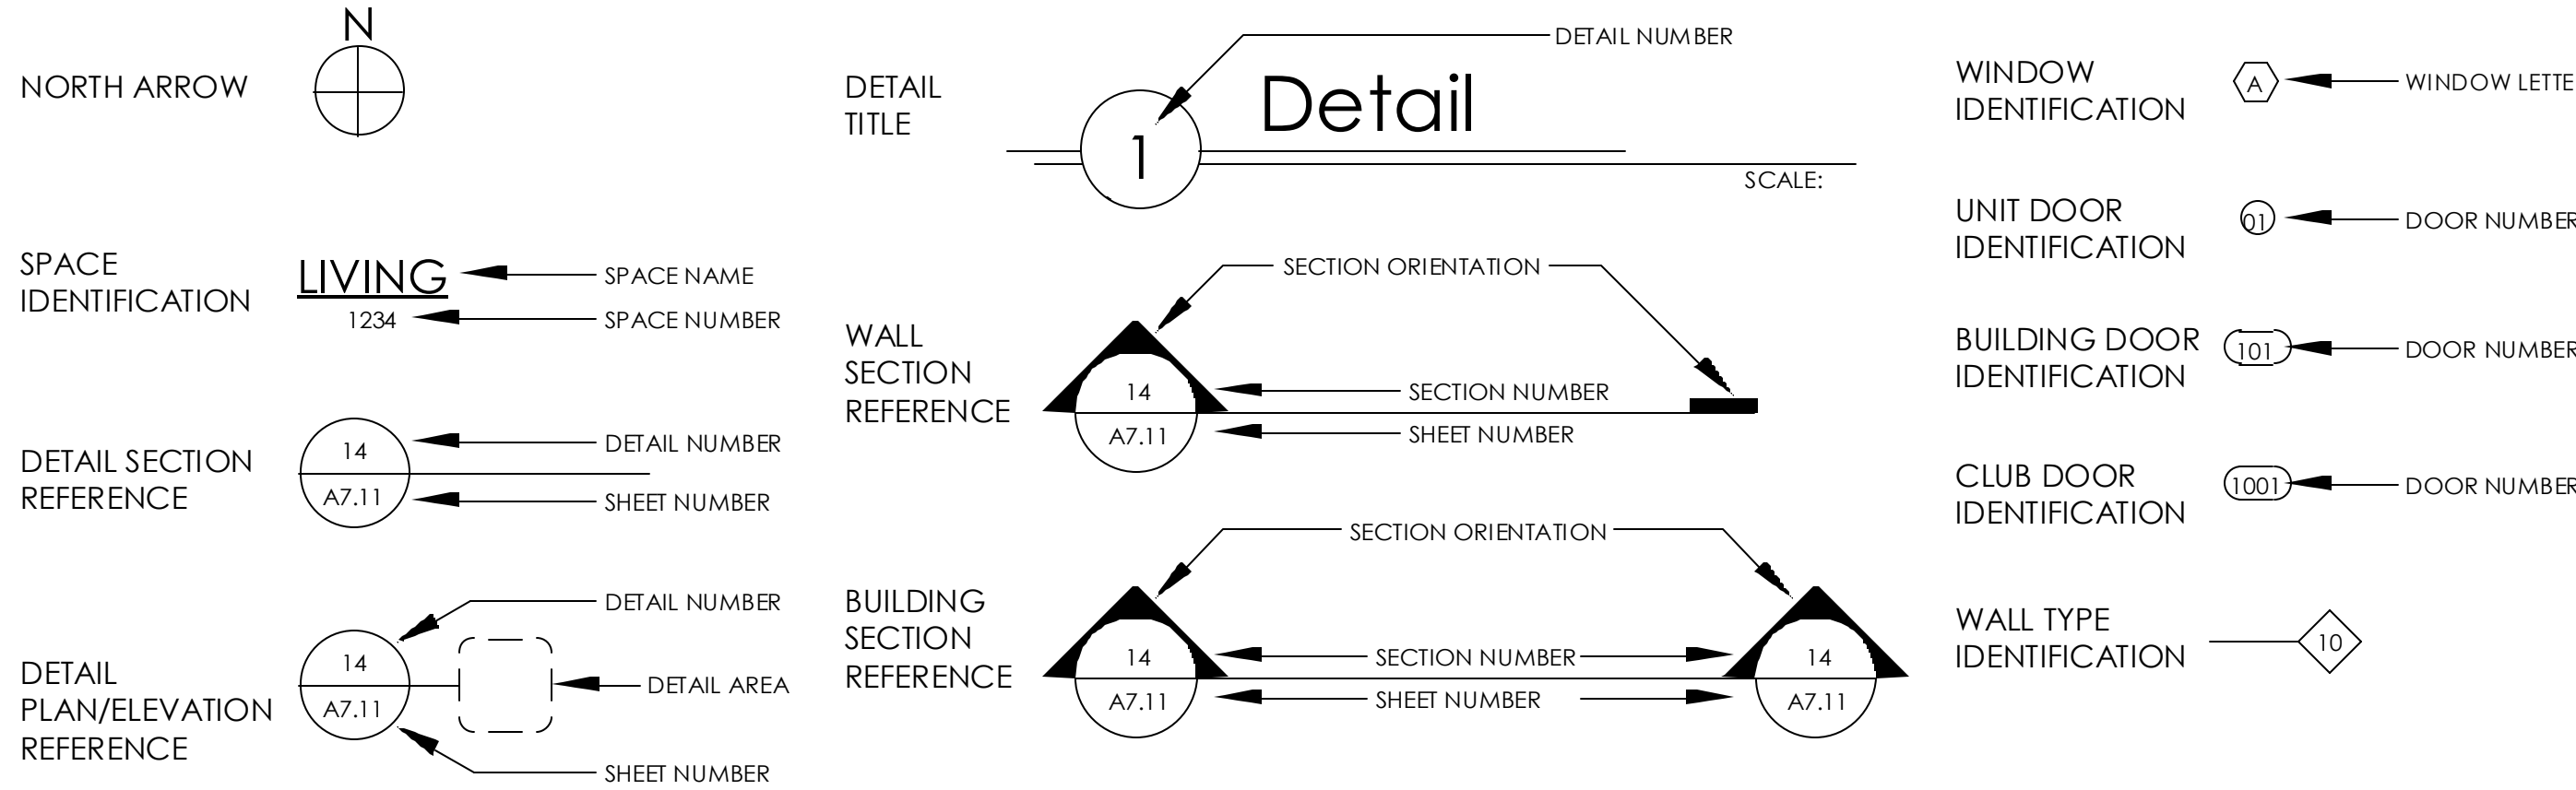 N
NORTH ARROW
SPACE
IDENTIFICATION
LIVING
1234
SPACE NAME
SPACE NUMBER
DETAIL SECTION
REFERENCE
14
A7.11
DETAIL NUMBER
SHEET NUMBER
DETAIL
PLAN/ELEVATION
REFERENCE
14
A7.11
DETAIL NUMBER
DETAIL AREA
SHEET NUMBER
DETAIL
TITLE
1
Detail
DETAIL NUMBER
SCALE:
WALL
SECTION
REFERENCE
SECTION ORIENTATION
14
A7.11
SECTION NUMBER
SHEET NUMBER
BUILDING
SECTION
REFERENCE
SECTION ORIENTATION
14
A7.11
SECTION NUMBER
SHEET NUMBER
14
A7.11
WINDOW
IDENTIFICATION
A
WINDOW LETTE
UNIT DOOR
IDENTIFICATION
01
DOOR NUMBER
BUILDING DOOR
IDENTIFICATION
101
DOOR NUMBER
CLUB DOOR
IDENTIFICATION
1001
DOOR NUMBER
WALL TYPE
IDENTIFICATION
10